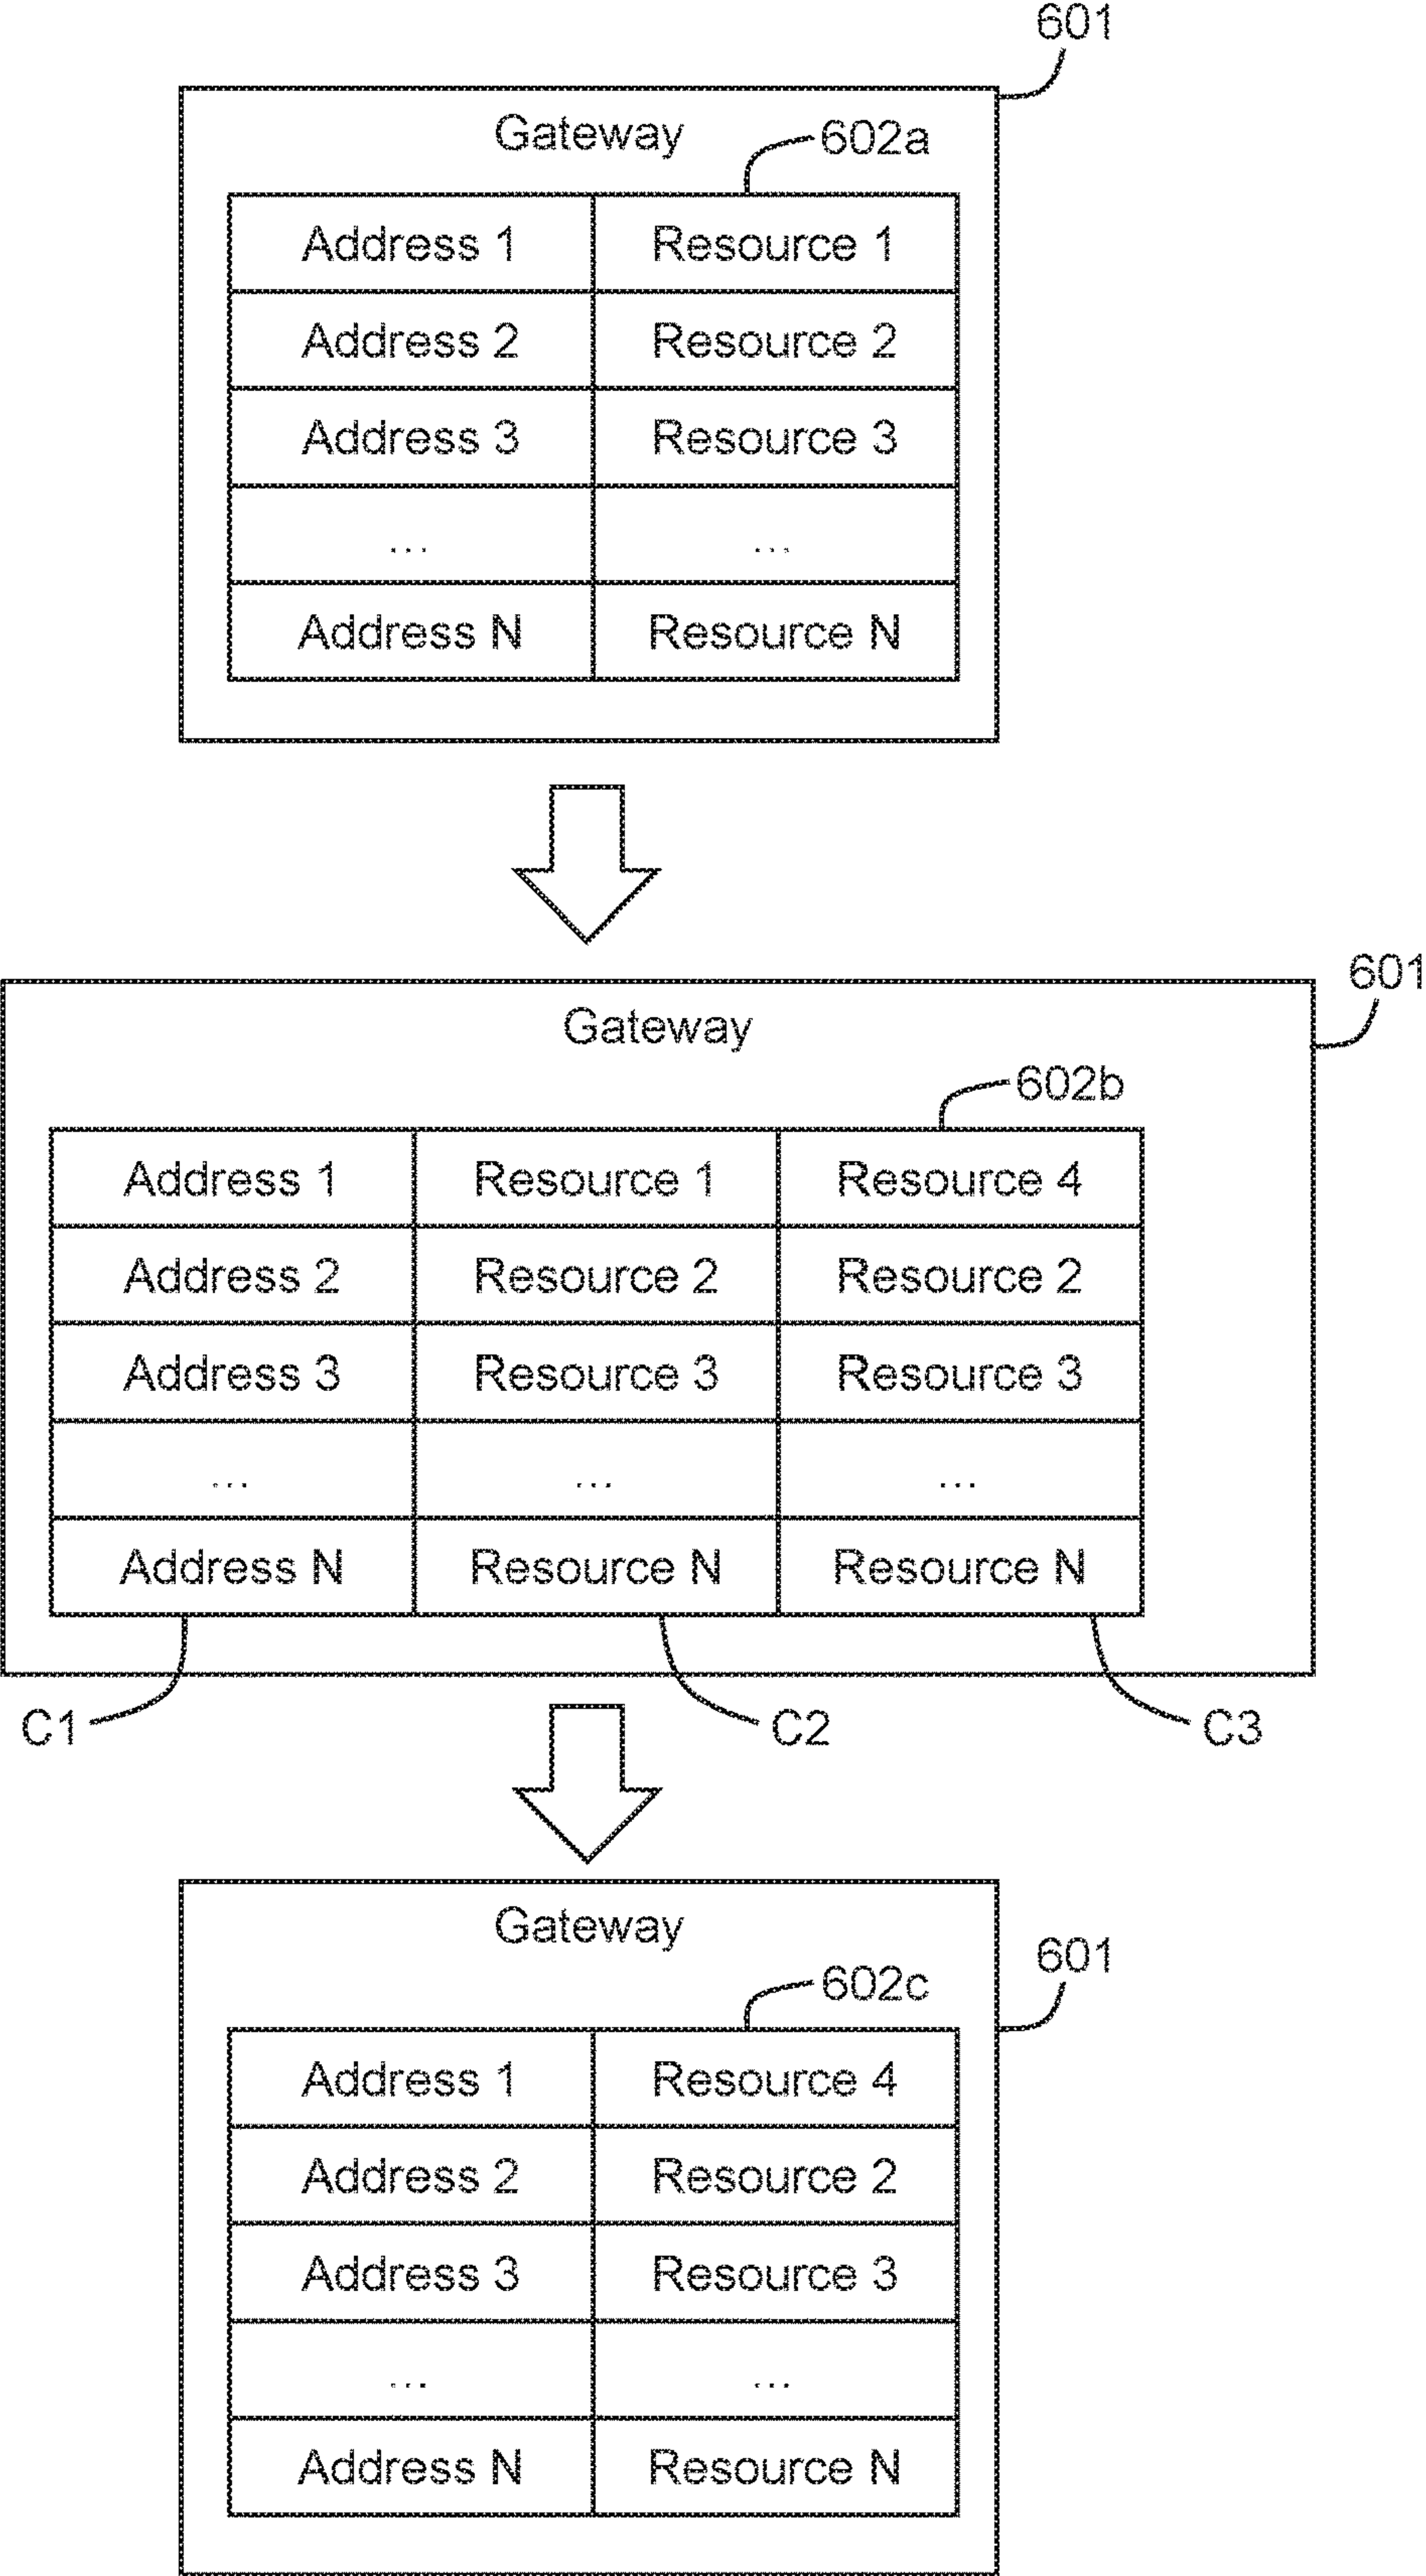 601
Gateway
602a
Address 1 Resource 1
Address 2 Resource 2
Address 3 Resource 3
... ...
Address N Resource N
601
Gateway
602b
Address 1 Resource 1 Resource 4
Address 2 Resource 2 Resource 2
Address 3 Resource 3 Resource 3
... ... ...
Address N Resource N Resource N
C1 C2 C3
Gateway
601
602c
Address 1 Resource 4
Address 2 Resource 2
Address 3 Resource 3
... ...
Address N Resource N